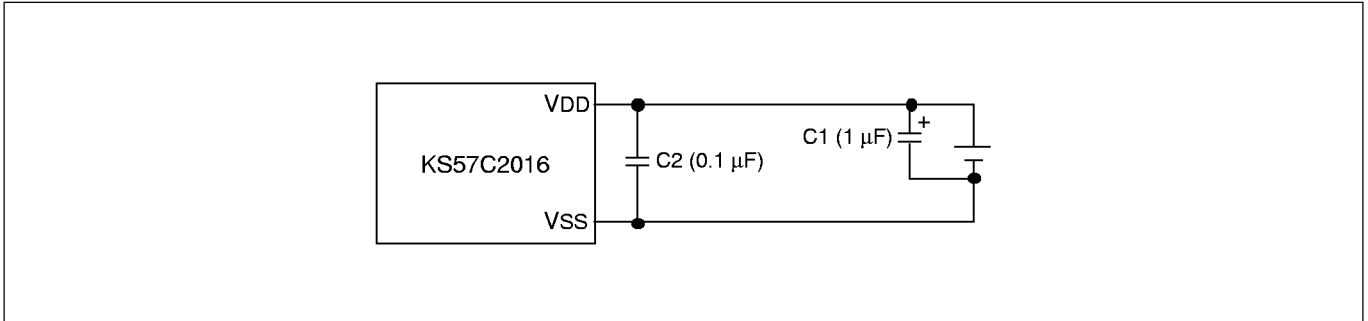 VDD
C1 (1 μF)
+
KS57C2016
C2 (0.1 μF)
VSS